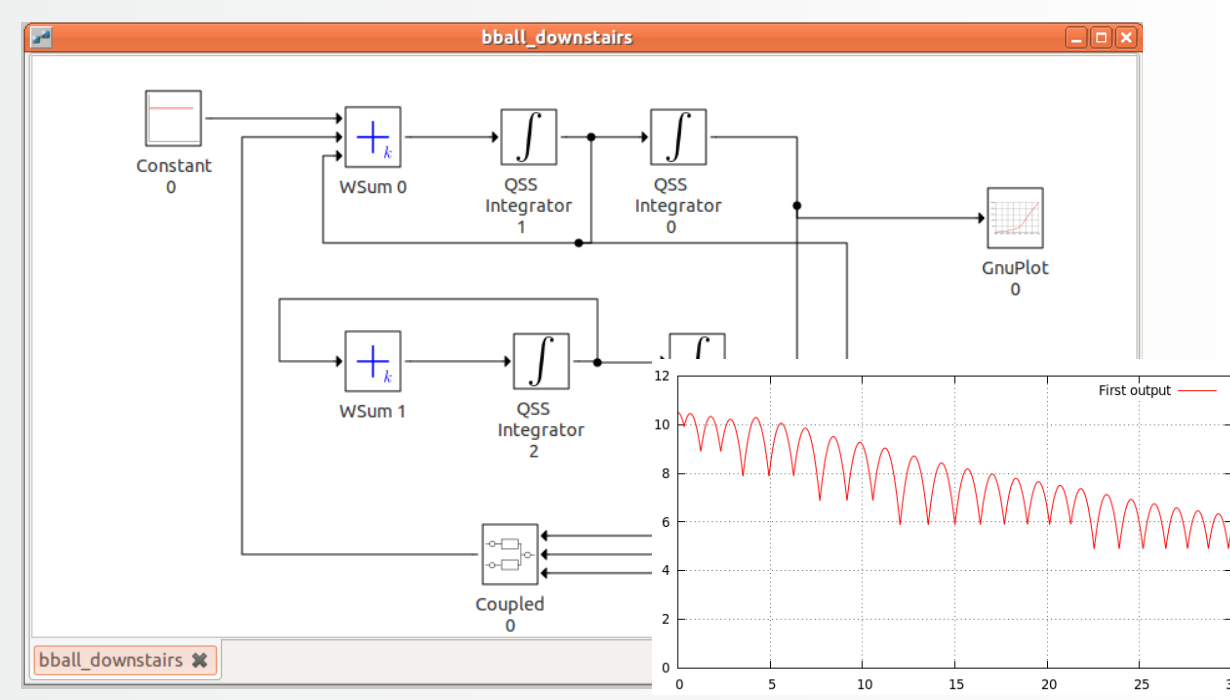 bball_downstairs
Constant
0
k
WSum 0
QSS
Integrator
1
QSS
Integrator
0
GnuPlot
0
k
WSum 1
QSS
Integrator
2
Coupled
0
bball_downstairs
First output
12
10
8
6
4
2
0
0
5
10
15
20
25